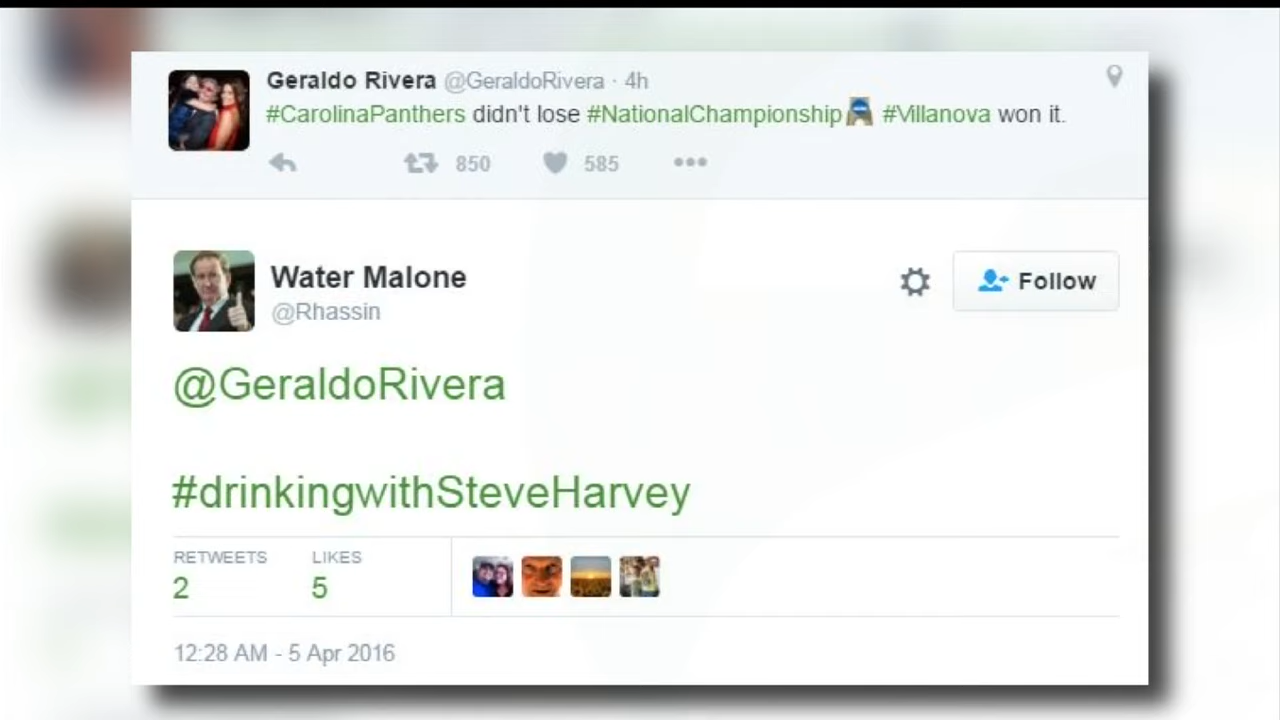 Geraldo Rivera @GeraldoRivera · 4h
#CarolinaPanthers didn't lose #NationalChampionship #Villanova won it.
850 585 •••
Water Malone
@Rhassin
Follow
@GeraldoRivera
#drinkingwithSteveHarvey
RETWEETS LIKES
2 5
12:28 AM - 5 Apr 2016